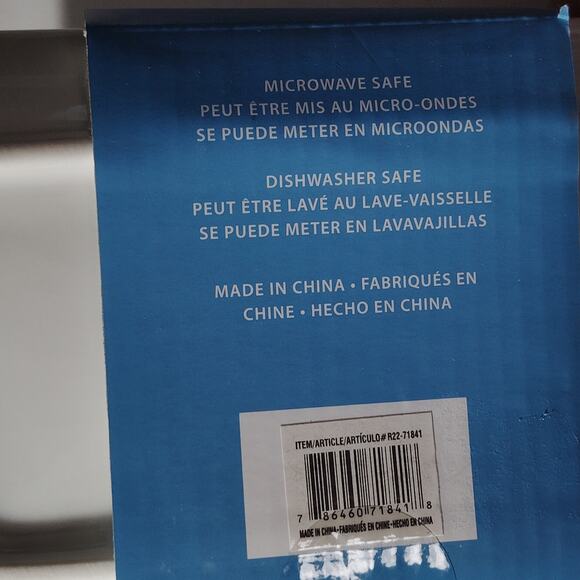 MICROWAVE SAFE
PEUT ÊTRE MIS AU MICRO-ONDES
SE PUEDE METER EN MICROONDAS
DISHWASHER SAFE
PEUT ÊTRE LAVÉ AU LAVE-VAISSELLE
SE PUEDE METER EN LAVAVAJILLAS
MADE IN CHINA • FABRIQUÉS EN
CHINE • HECHO EN CHINA
ITEM/ARTICLE/ARTÍCULO# R22-71841
7 86460 71841 8
MADE IN CHINA•FABRIQUÉS EN CHINE•HECHO EN CHINA